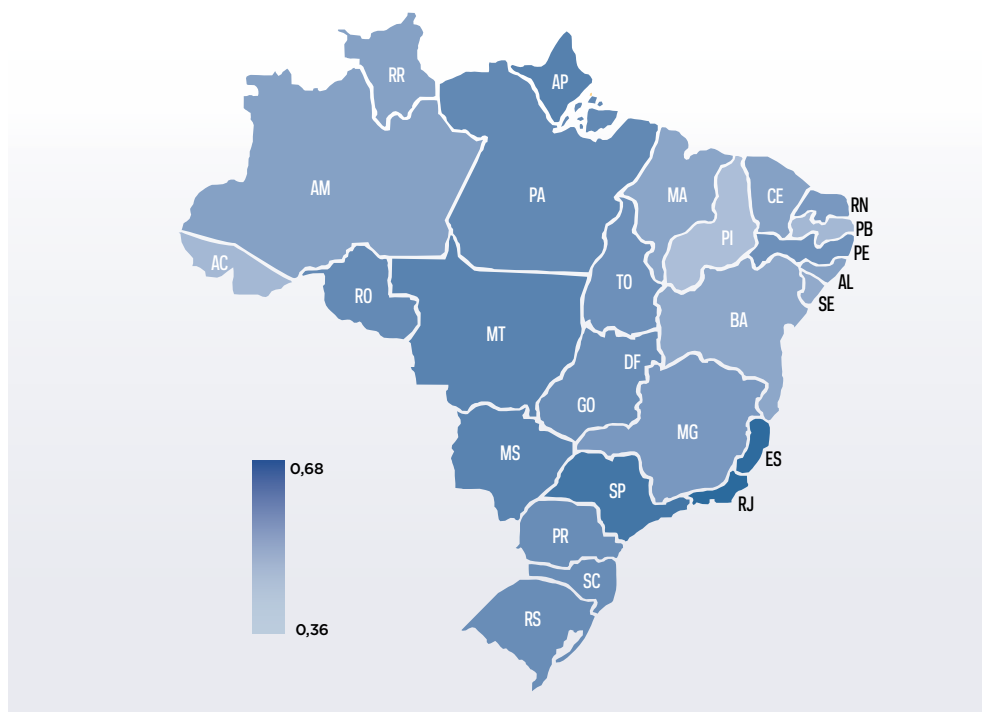 RR
AP
AM
PA
MA
CE
RN
PI
PB
PE
AC
TO
AL
RO
SE
MT
BA
DF
GO
MG
MS
ES
0,68
SP
RJ
PR
SC
RS
0,36